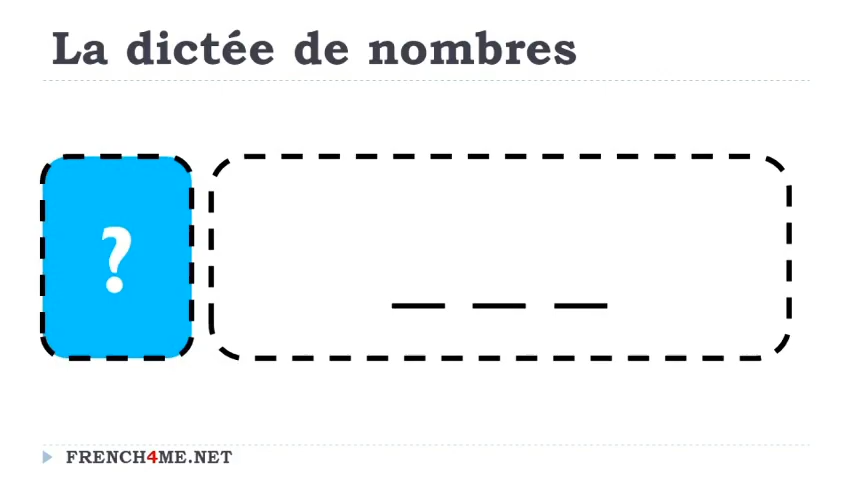 La dictée de nombres
?
_ _ _
FRENCH4ME.NET